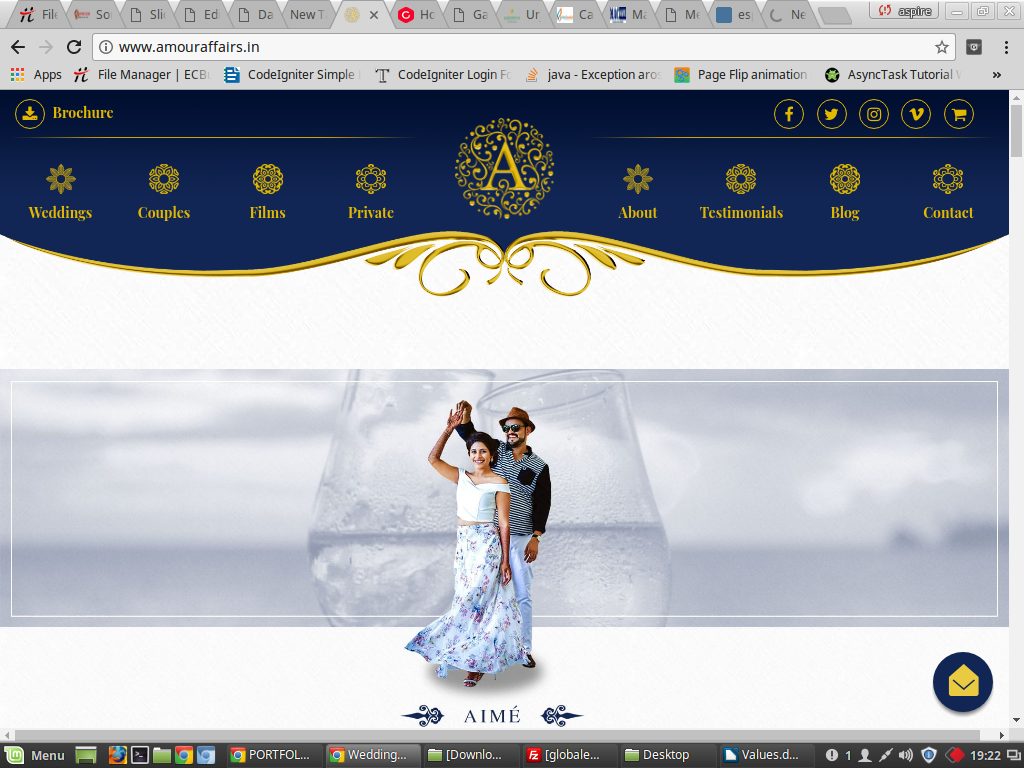 File
So
Slid
Edi
Da
New T
Ho
Ga
Ur
Ca
Ma
Me
esp
Ne
aspire
www.amouraffairs.in
Apps
File Manager | ECB
CodeIgniter Simple
CodeIgniter Login Fo
java - Exception aros
Page Flip animation
AsyncTask Tutorial
»
Brochure
A
Weddings
Couples
Films
Private
About
Testimonials
Blog
Contact
AIMÉ
Menu
PORTFOL...
Wedding...
[Downlo...
[globale...
Desktop
Values.d...
1
19:22